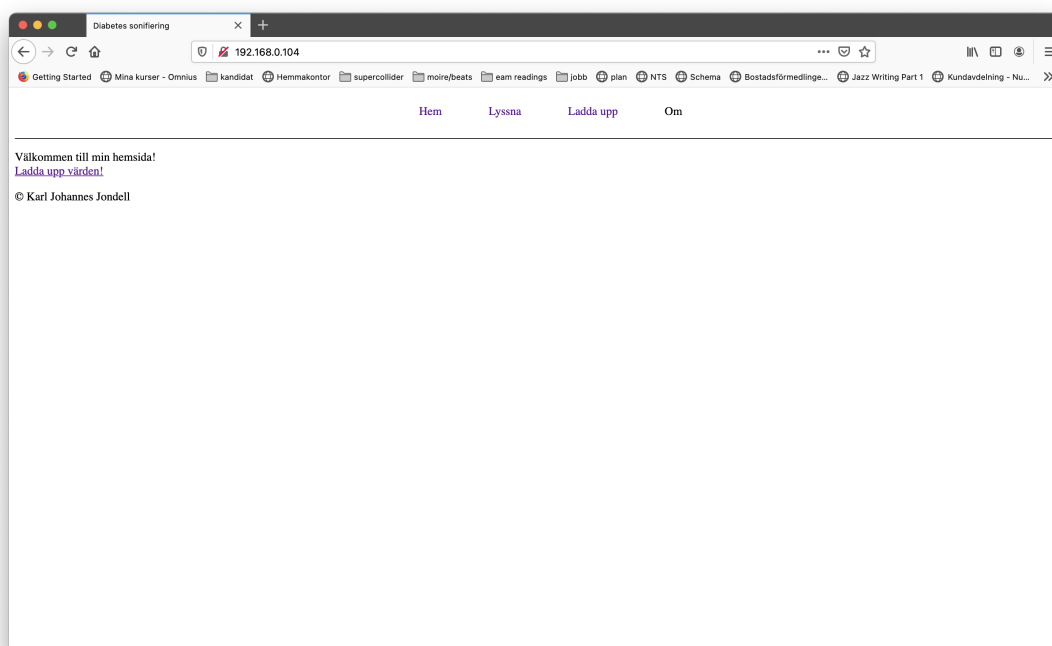 Diabetes sonifiering
192.168.0.104
Getting Started Mina kurser - Omnius kandidat Hemmakontor supercollider moire/beats eam readings jobb plan NTS Schema Bostadsförmedlinge... Jazz Writing Part 1 Kundavdelning - Nu...
Hem Lyssna Ladda upp Om
Välkommen till min hemsida!
Ladda upp värden!
© Karl Johannes Jondell